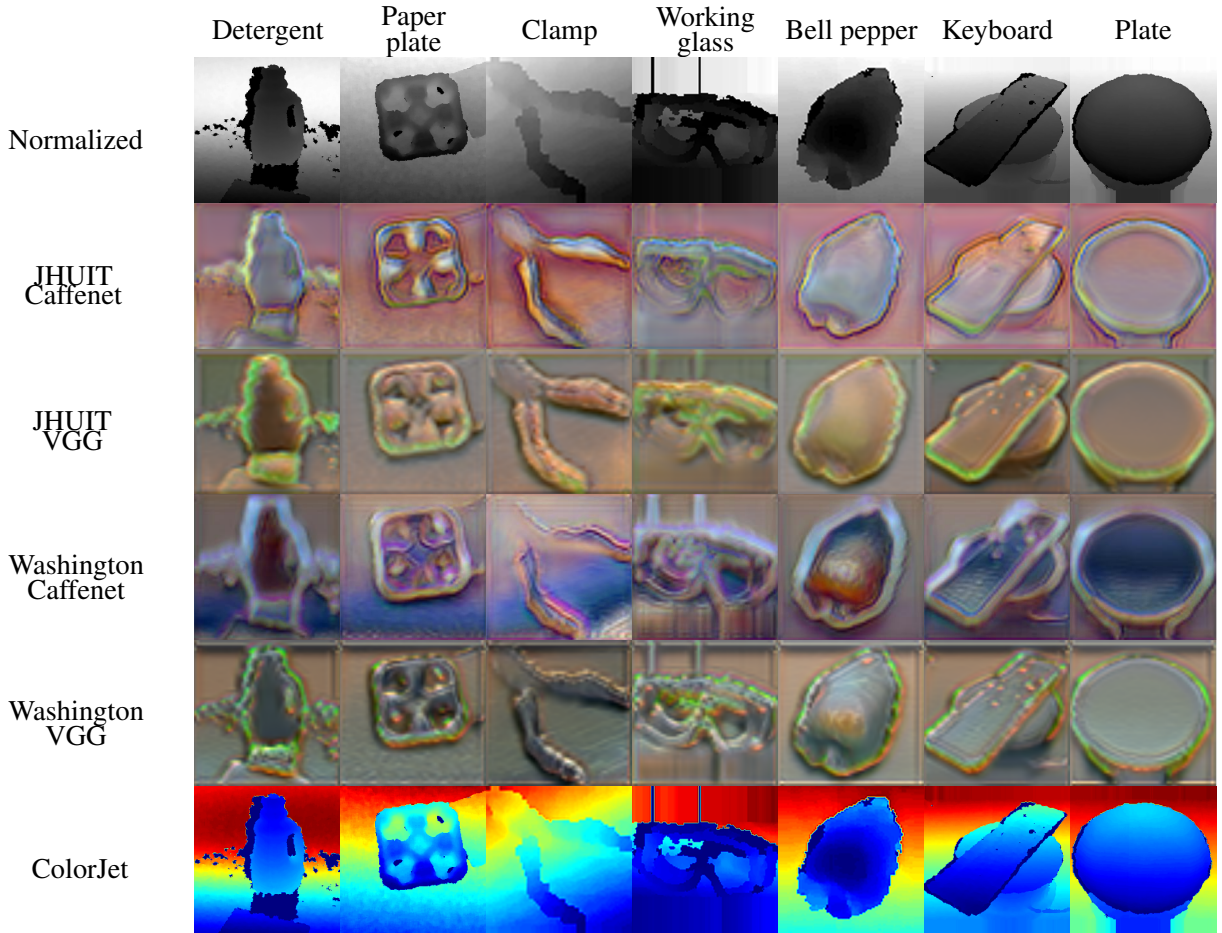 Detergent
Paper
plate
Clamp
Working
glass
Bell pepper
Keyboard
Plate
Normalized
JHUIT
Caffenet
JHUIT
VGG
Washington
Caffenet
Washington
VGG
ColorJet